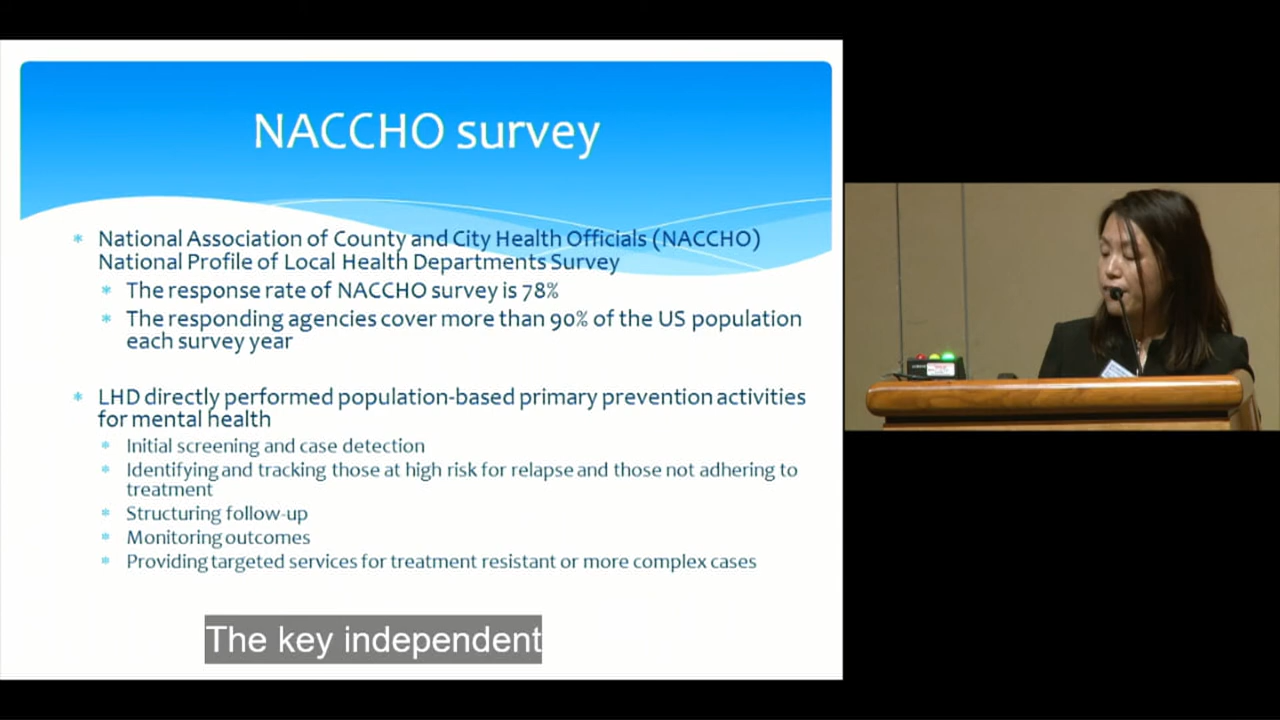 NACCHO survey
* National Association of County and City Health Officials (NACCHO)
National Profile of Local Health Departments Survey
* The response rate of NACCHO survey is 78%
* The responding agencies cover more than 90% of the US population
each survey year
* LHD directly performed population-based primary prevention activities
for mental health
* Initial screening and case detection
* Identifying and tracking those at high risk for relapse and those not adhering to
treatment
* Structuring follow-up
* Monitoring outcomes
* Providing targeted services for treatment resistant or more complex cases
The key independent